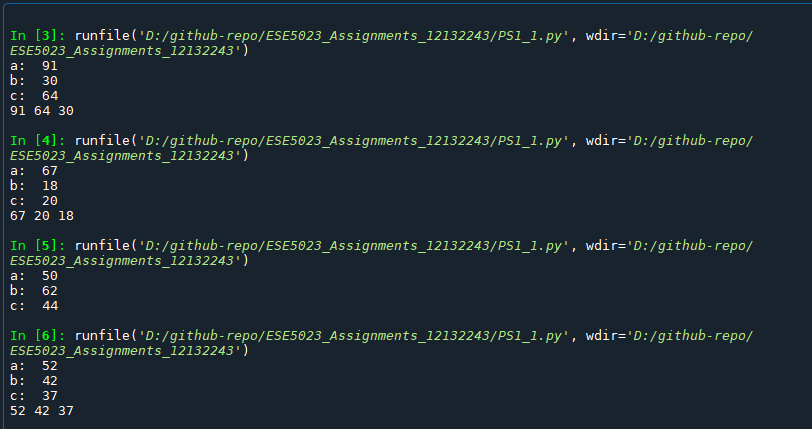 In [3]: runfile('D:/github-repo/ESE5023_Assignments_12132243/PS1_1.py', wdir='D:/github-repo/
ESE5023_Assignments_12132243')
a:  91
b:  30
c:  64
91 64 30
In [4]: runfile('D:/github-repo/ESE5023_Assignments_12132243/PS1_1.py', wdir='D:/github-repo/
ESE5023_Assignments_12132243')
a:  67
b:  18
c:  20
67 20 18
In [5]: runfile('D:/github-repo/ESE5023_Assignments_12132243/PS1_1.py', wdir='D:/github-repo/
ESE5023_Assignments_12132243')
a:  50
b:  62
c:  44
In [6]: runfile('D:/github-repo/ESE5023_Assignments_12132243/PS1_1.py', wdir='D:/github-repo/
ESE5023_Assignments_12132243')
a:  52
b:  42
c:  37
52 42 37